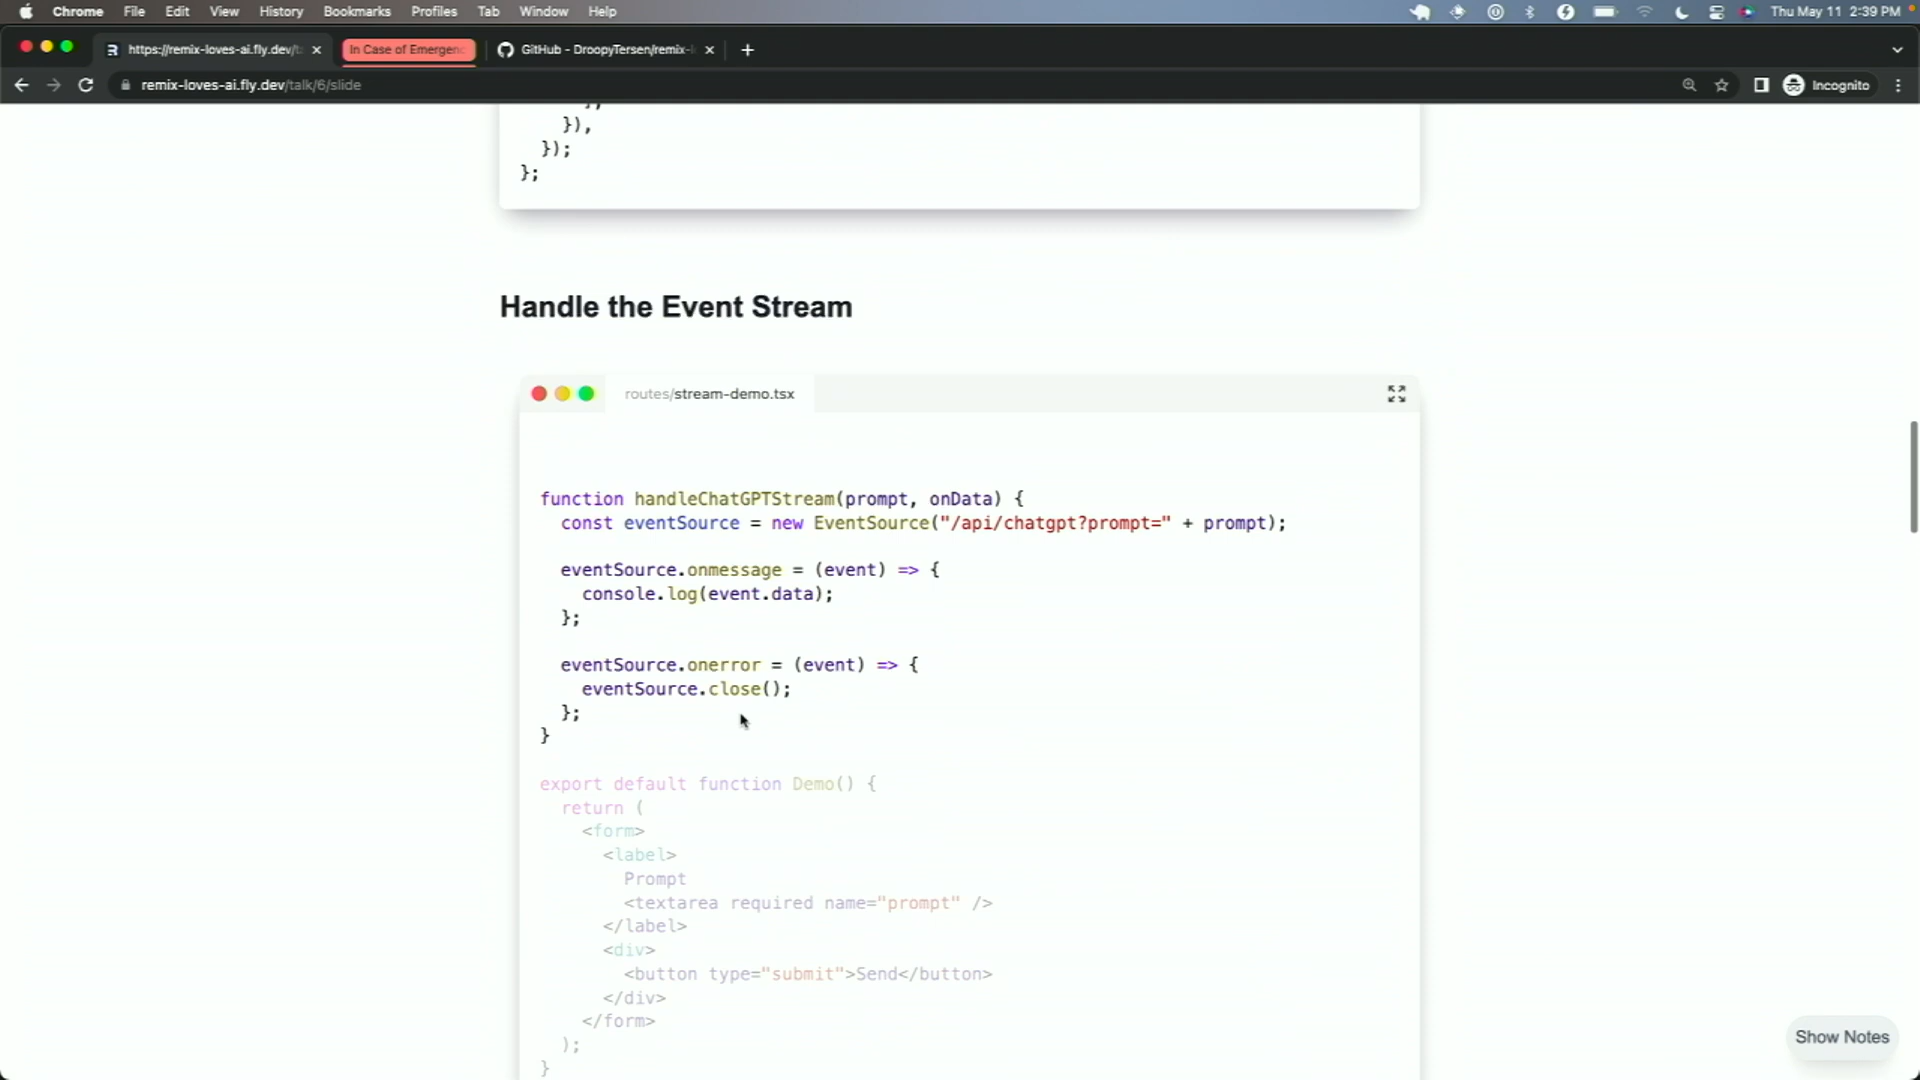 Chrome File Edit View History Bookmarks Profiles Tab Window Help Thu May 11 2:39 PM
https://remix-loves-ai.fly.dev/t In Case of Emergenc GitHub - DroopyTersen/remix-l
remix-loves-ai.fly.dev/talk/6/slide Incognito
}),
});
};
Handle the Event Stream
routes/stream-demo.tsx
function handleChatGPTStream(prompt, onData) {
const eventSource = new EventSource("/api/chatgpt?prompt=" + prompt);
eventSource.onmessage = (event) => {
console.log(event.data);
};
eventSource.onerror = (event) => {
eventSource.close();
};
}
export default function Demo() {
return (
<form>
<label>
Prompt
<textarea required name="prompt" />
</label>
<div>
<button type="submit">Send</button>
</div>
</form>
);
}
Show Notes